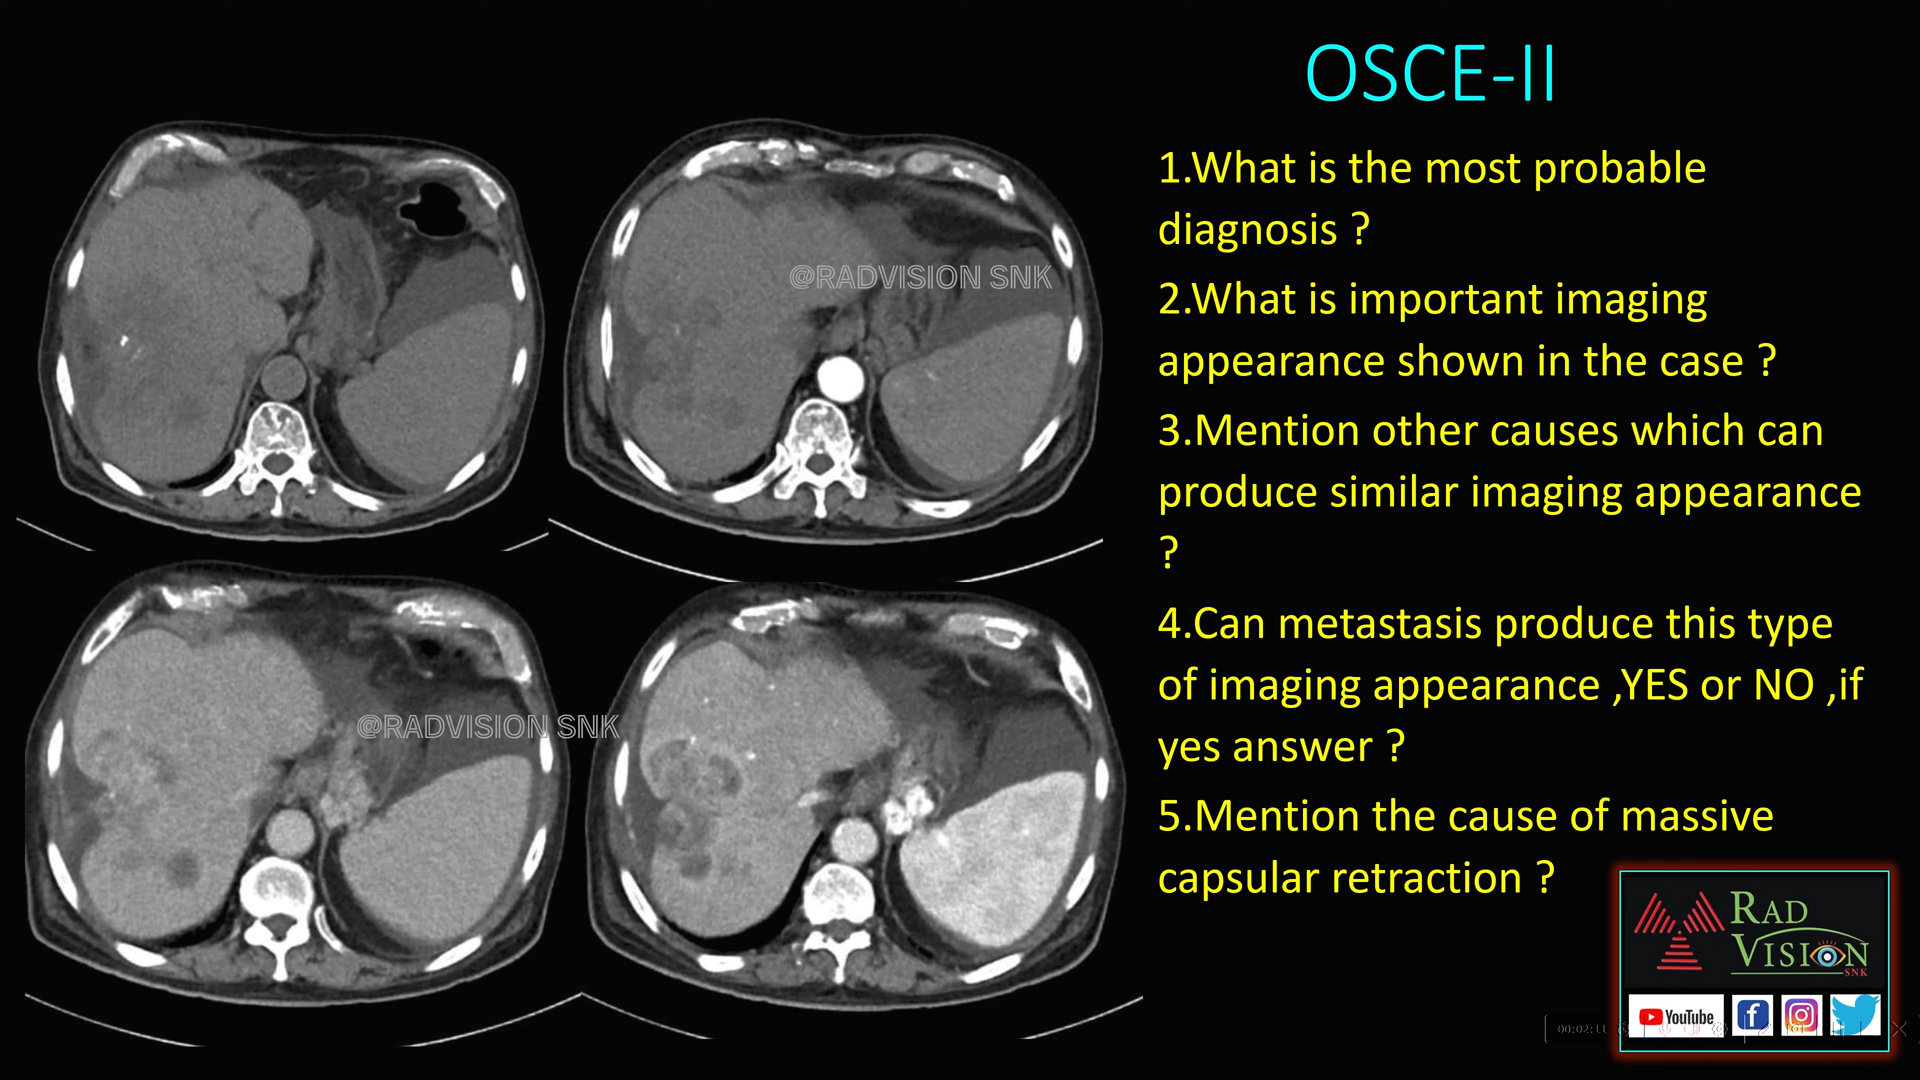 OSCE-II
1.What is the most probable
diagnosis ?
2.What is important imaging
appearance shown in the case ?
3.Mention other causes which can
produce similar imaging appearance
?
4.Can metastasis produce this type
of imaging appearance ,YES or NO ,if
yes answer ?
5.Mention the cause of massive
capsular retraction ?
@RADVISION SNK
@RADVISION SNK
RAD
VISION
SNK
YouTube